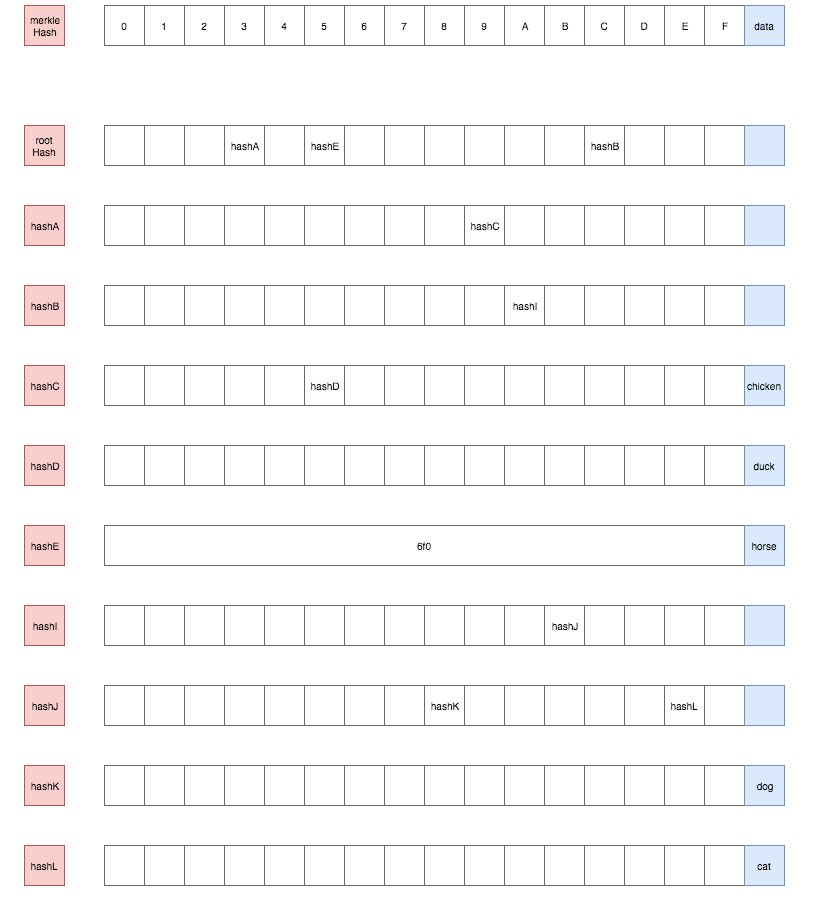 merkle Hash 0 1 2 3 4 5 6 7 8 9 A B C D E F data
root Hash hashA hashE hashB
hashA hashC
hashB hashI
hashC hashD chicken
hashD duck
hashE 6f0 horse
hashI hashJ
hashJ hashK hashL
hashK dog
hashL cat